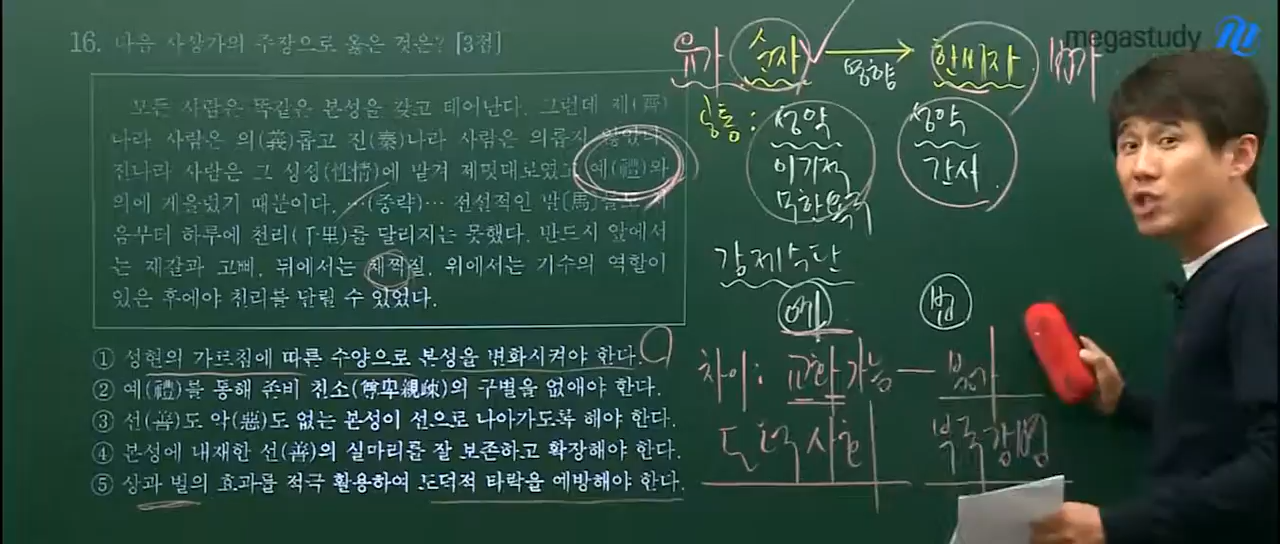 16. 다음 사상가의 주장으로 옳은 것은? [3점]
모든 사람은 똑같은 본성을 갖고 태어난다. 그런데 제(齊)
나라 사람은 의(義)롭고 진(秦)나라 사람은 의롭지 않았다.
진나라 사람은 그 성정(性情)에 맡겨 제멋대로였고 예(禮)와
의에 게을렀기 때문이다. …(중략)… 전설적인 말[馬]들도
음부터 하루에 천리(千里)를 달리지는 못했다. 반드시 앞에서
는 재갈과 고삐, 뒤에서는 채찍질, 위에서는 기수의 역할이
있은 후에야 천리를 달릴 수 있었다.
① 성현의 가르침에 따른 수양으로 본성을 변화시켜야 한다.
② 예(禮)를 통해 존비 친소(尊卑親疎)의 구별을 없애야 한다.
③ 선(善)도 악(惡)도 없는 본성이 선으로 나아가도록 해야 한다.
④ 본성에 내재한 선(善)의 실마리를 잘 보존하고 확장해야 한다.
⑤ 상과 벌의 효과를 적극 활용하여 도덕적 타락을 예방해야 한다.
megastudy
유가 순자 → 한비자 법가
영향
공통: 성악 성악
이기적 간사
무한욕구
강제수단
예 법
차이: 교화 가능 — 불가
도덕사회 부국강병